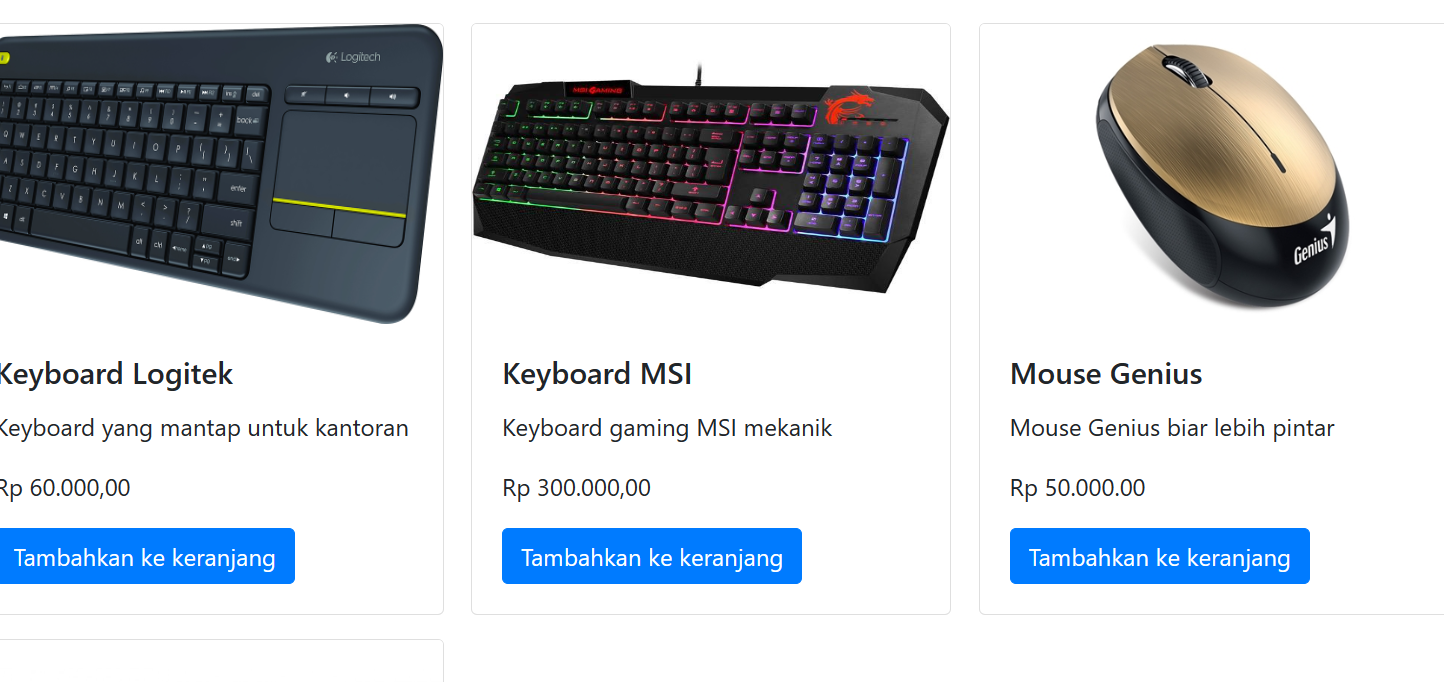 Logitech
MSI GAMING
Genius
Keyboard Logitek
Keyboard yang mantap untuk kantoran
Rp 60.000,00
Tambahkan ke keranjang
Keyboard MSI
Keyboard gaming MSI mekanik
Rp 300.000,00
Tambahkan ke keranjang
Mouse Genius
Mouse Genius biar lebih pintar
Rp 50.000.00
Tambahkan ke keranjang